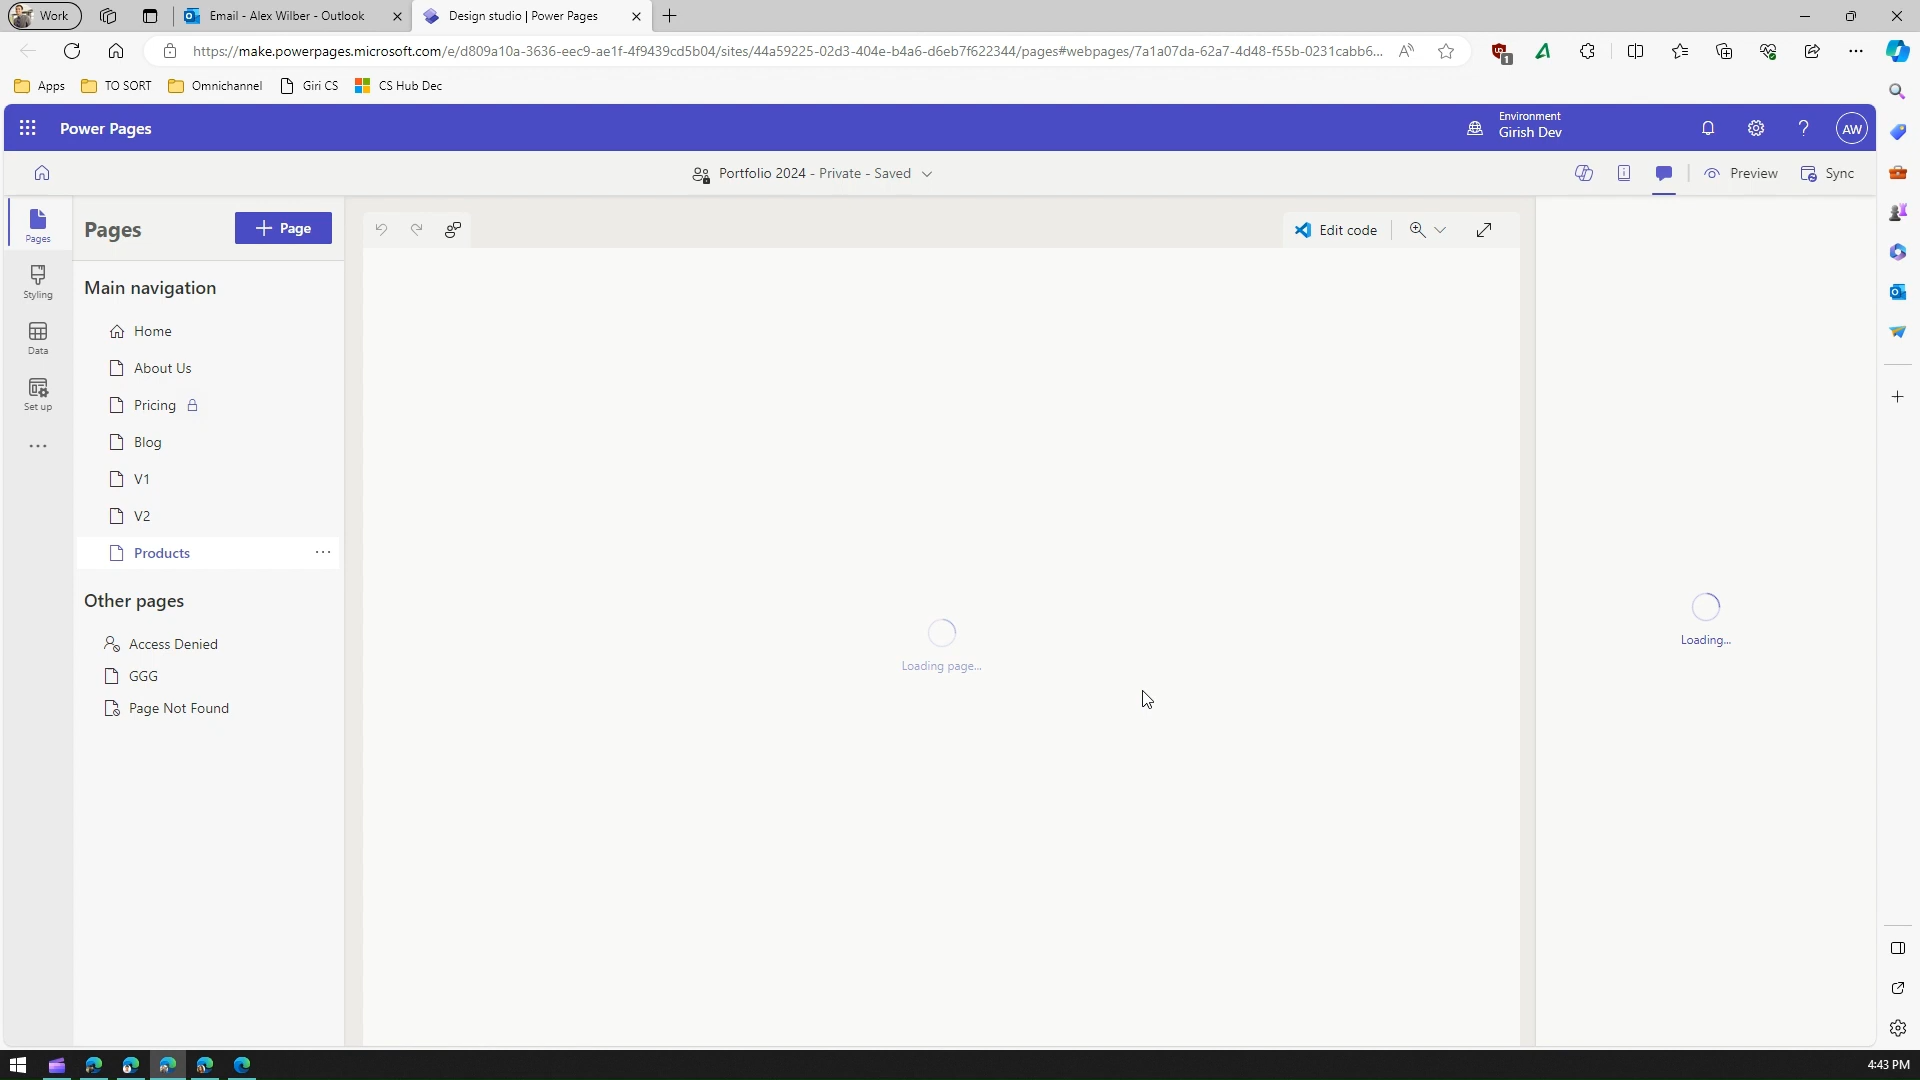 Work
Email - Alex Wilber - Outlook
Design studio | Power Pages
https://make.powerpages.microsoft.com/e/d809a10a-3636-eec9-ae1f-4f9439cd5b04/sites/44a59225-02d3-404e-b4a6-d6eb7f622344/pages#webpages/7a1a07da-62a7-4d48-f55b-0231cabb6...
1
Apps
TO SORT
Omnichannel
Giri CS
CS Hub Dec
Power Pages
Environment
Girish Dev
AW
Portfolio 2024 - Private - Saved
Preview
Sync
Pages
Styling
Data
Set up
Pages
+ Page
Edit code
Main navigation
Home
About Us
Pricing
Blog
V1
V2
Products
Other pages
Access Denied
GGG
Page Not Found
Loading page...
Loading...
4:43 PM